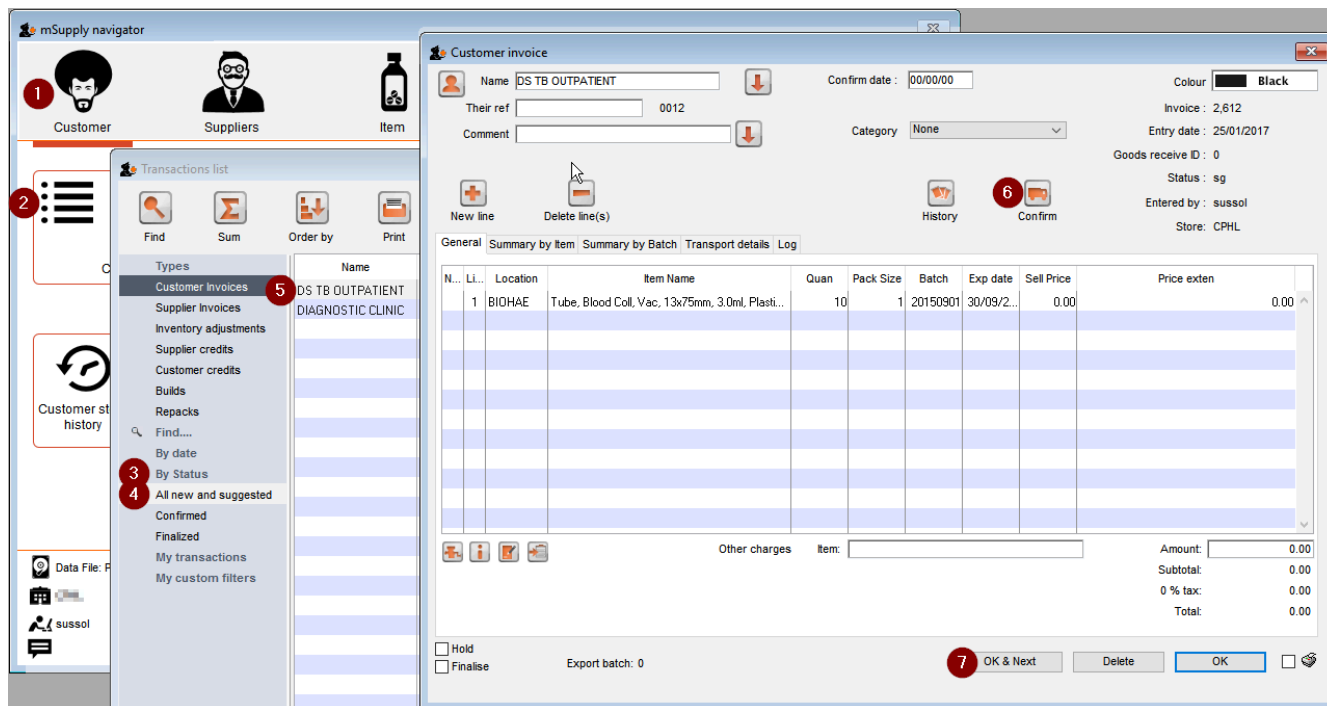 mSupply navigator
1
Customer
Suppliers
Item
2
C
Customer st
history
Data File: P
sussol
Transactions list
Find
Sum
Order by
Print
Types
Customer Invoices
Supplier Invoices
Inventory adjustments
Supplier credits
Customer credits
Builds
Repacks
Find....
By date
3 By Status
4 All new and suggested
Confirmed
Finalized
My transactions
My custom filters
Name
5 DS TB OUTPATIENT
DIAGNOSTIC CLINIC
Customer invoice
Name DS TB OUTPATIENT Confirm date : 00/00/00 Colour Black
Their ref 0012 Invoice : 2,612
Comment Category None Entry date : 25/01/2017
Goods receive ID : 0
Status : sg
Entered by : sussol
Store: CPHL
New line Delete line(s) History 6 Confirm
General Summary by Item Summary by Batch Transport details Log
N... Li... Location Item Name Quan Pack Size Batch Exp date Sell Price Price exten
1 BIOHAE Tube, Blood Coll, Vac, 13x75mm, 3.0ml, Plasti... 10 1 20150901 30/09/2... 0.00 0.00
Other charges Item: Amount: 0.00
Subtotal: 0.00
0 % tax: 0.00
Total: 0.00
Hold
Finalise Export batch: 0 7 OK & Next Delete OK